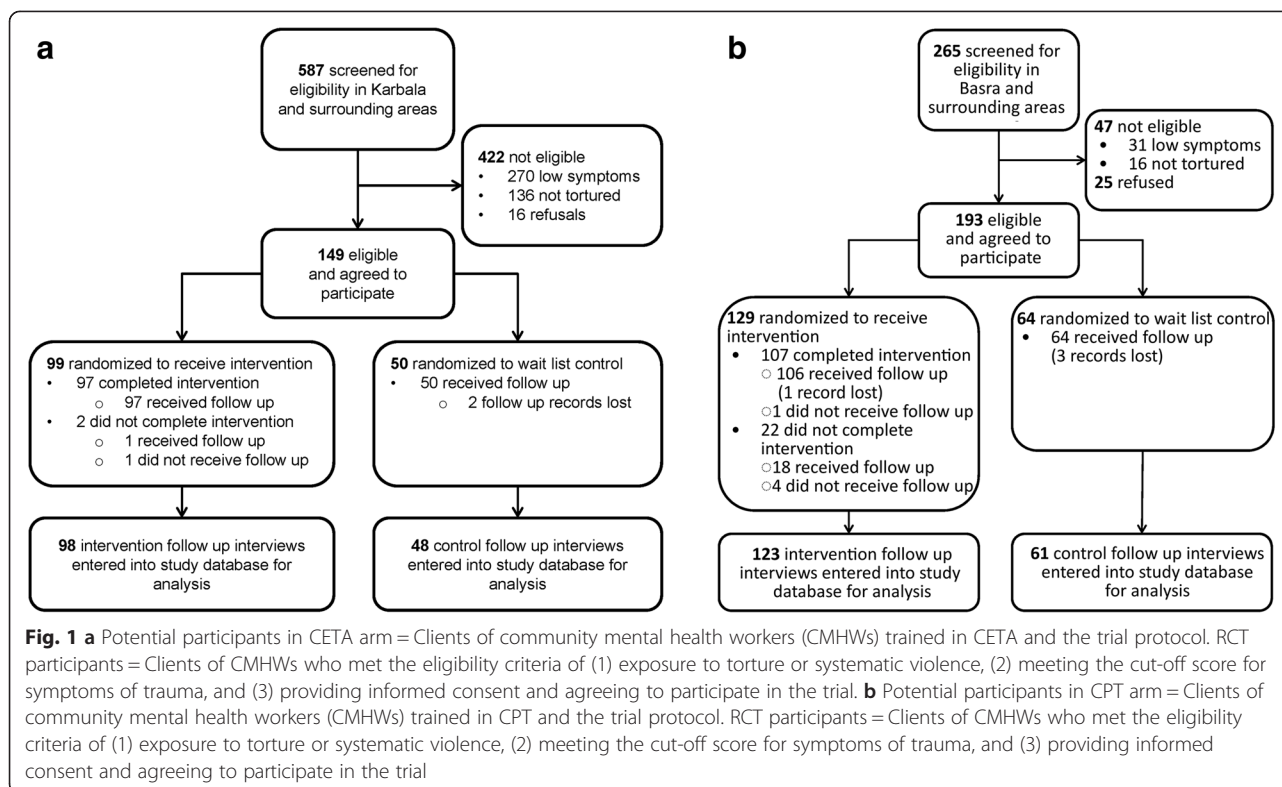 a
587 screened for
eligibility in Karbala
and surrounding areas
422 not eligible
• 270 low symptoms
• 136 not tortured
• 16 refusals
149 eligible
and agreed to
participate
99 randomized to receive intervention
• 97 completed intervention
o 97 received follow up
• 2 did not complete intervention
o 1 received follow up
o 1 did not receive follow up
50 randomized to wait list control
• 50 received follow up
o 2 follow up records lost
98 intervention follow up interviews
entered into study database for
analysis
48 control follow up interviews
entered into study database for
analysis
b
265 screened for
eligibility in
Basra and
surrounding areas
47 not eligible
• 31 low symptoms
• 16 not tortured
25 refused
193 eligible
and agreed to
participate
129 randomized to receive
intervention
• 107 completed intervention
○ 106 received follow up
(1 record lost)
○ 1 did not receive follow up
• 22 did not complete
intervention
○ 18 received follow up
○ 4 did not receive follow up
64 randomized to wait list control
• 64 received follow up
(3 records lost)
123 intervention follow up
interviews entered into study
database for analysis
61 control follow up interviews
entered into study database
for analysis
Fig. 1 a Potential participants in CETA arm = Clients of community mental health workers (CMHWs) trained in CETA and the trial protocol. RCT
participants = Clients of CMHWs who met the eligibility criteria of (1) exposure to torture or systematic violence, (2) meeting the cut-off score for
symptoms of trauma, and (3) providing informed consent and agreeing to participate in the trial. b Potential participants in CPT arm = Clients of
community mental health workers (CMHWs) trained in CPT and the trial protocol. RCT participants = Clients of CMHWs who met the eligibility
criteria of (1) exposure to torture or systematic violence, (2) meeting the cut-off score for symptoms of trauma, and (3) providing informed
consent and agreeing to participate in the trial